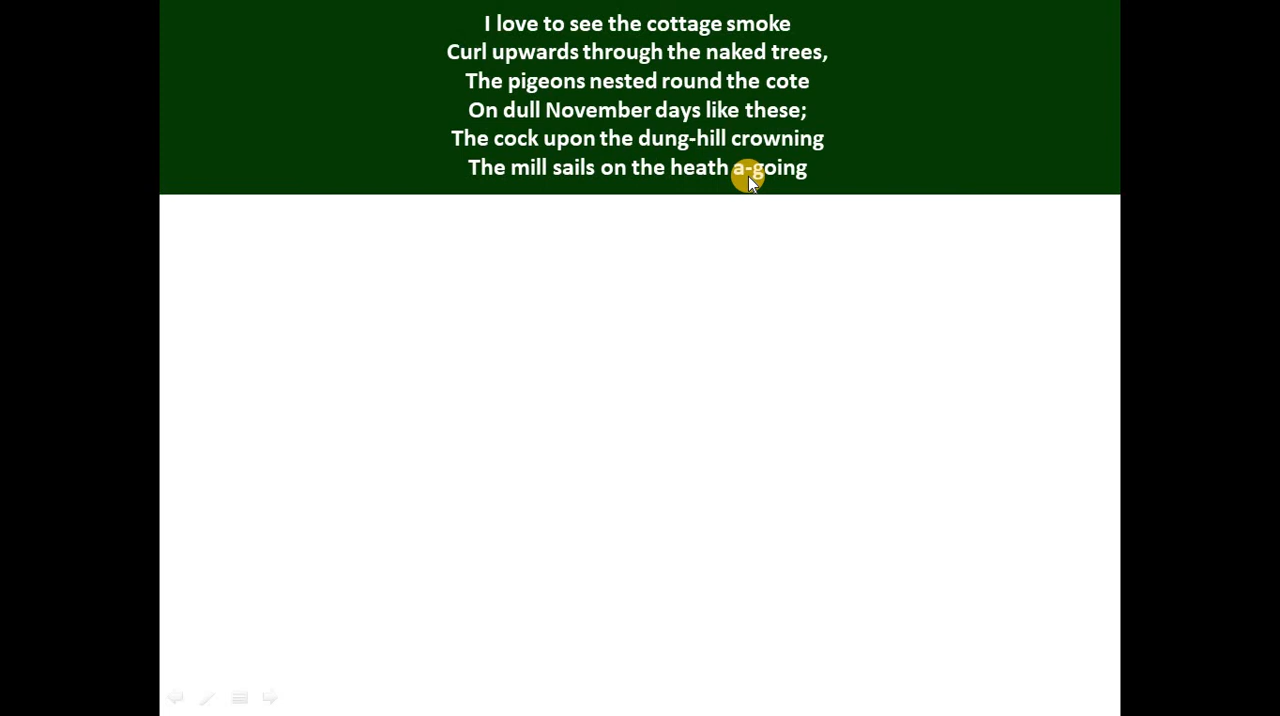 I love to see the cottage smoke
Curl upwards through the naked trees,
The pigeons nested round the cote
On dull November days like these;
The cock upon the dung-hill crowning
The mill sails on the heath a-going